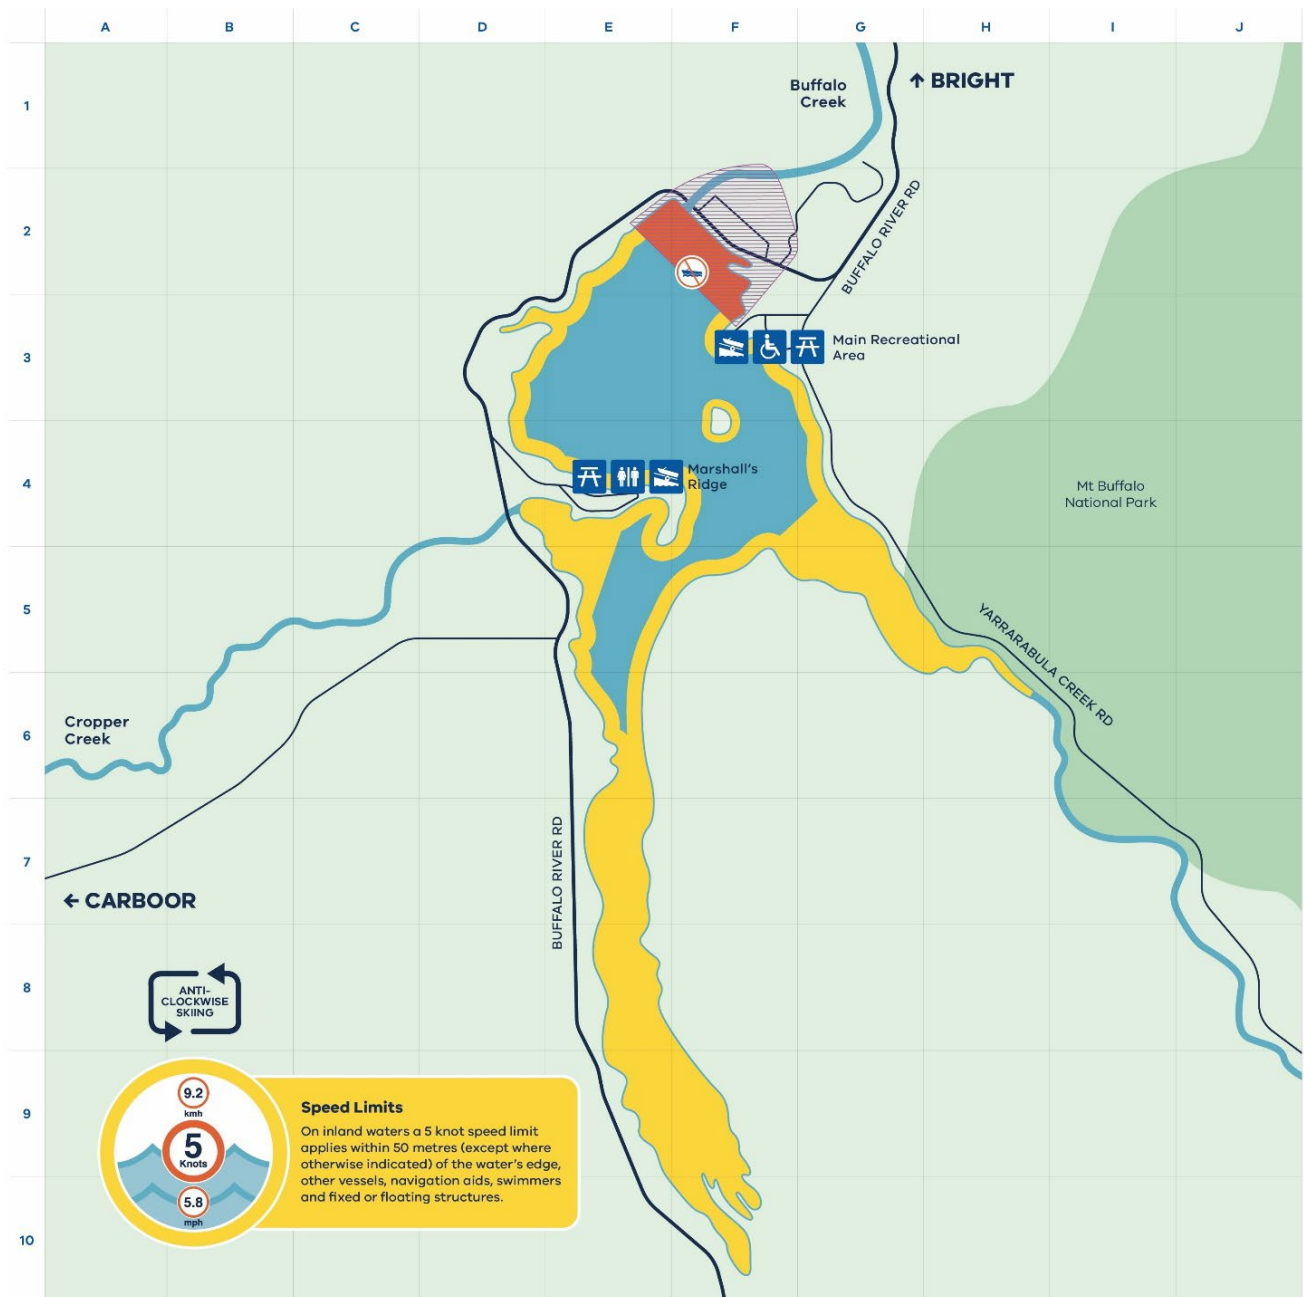 A B C D E F G H I J
1
2
3
4
5
6
7
8
9
10
↑ BRIGHT
Buffalo
Creek
BUFFALO RIVER RD
Main Recreational
Area
Marshall's
Ridge
Mt Buffalo
National Park
YARRARABULA CREEK RD
Cropper
Creek
BUFFALO RIVER RD
← CARBOOR
ANTI-
CLOCKWISE
SKIING
9.2
kmh
5
Knots
5.8
mph
Speed Limits
On inland waters a 5 knot speed limit
applies within 50 metres (except where
otherwise indicated) of the water's edge,
other vessels, navigation aids, swimmers
and fixed or floating structures.